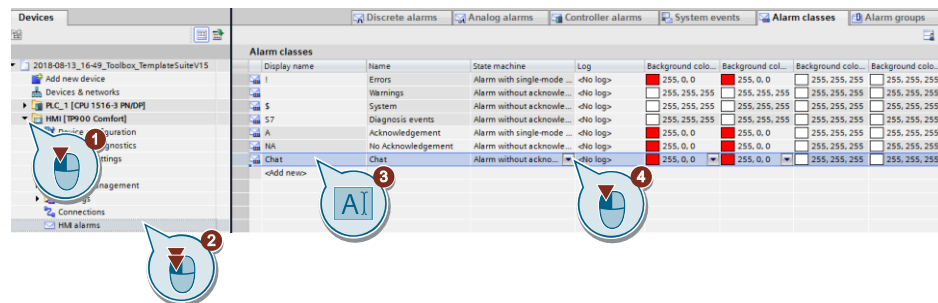 Devices
Discrete alarms Analog alarms Controller alarms System events Alarm classes Alarm groups
Alarm classes
Display name Name State machine Log Background colo... Background col... Background colo... Background colo...
! Errors Alarm with single-mode ... <No log> 255, 0, 0 255, 0, 0 255, 255, 255 255, 255, 255
Warnings Alarm without acknowle... <No log> 255, 255, 255 255, 255, 255 255, 255, 255 255, 255, 255
$ System Alarm without acknowle... <No log> 255, 255, 255 255, 255, 255 255, 255, 255 255, 255, 255
S7 Diagnosis events Alarm without acknowle... <No log> 255, 255, 255 255, 255, 255 255, 255, 255 255, 255, 255
A Acknowledgement Alarm with single-mode ... <No log> 255, 0, 0 255, 0, 0 255, 255, 255 255, 255, 255
NA No Acknowledgement Alarm without acknowle... <No log> 255, 0, 0 255, 0, 0 255, 255, 255 255, 255, 255
Chat Chat Alarm without ackno... <No log> 255, 0, 0 255, 0, 0 255, 255, 255 255, 255, 255
<Add new>
2018-08-13_16-49_Toolbox_TemplateSuiteV15
Add new device
Devices & networks
PLC_1 [CPU 1516-3 PN/DP]
HMI [TP900 Comfort]
Connections
HMI alarms
1
2
3
AI
4